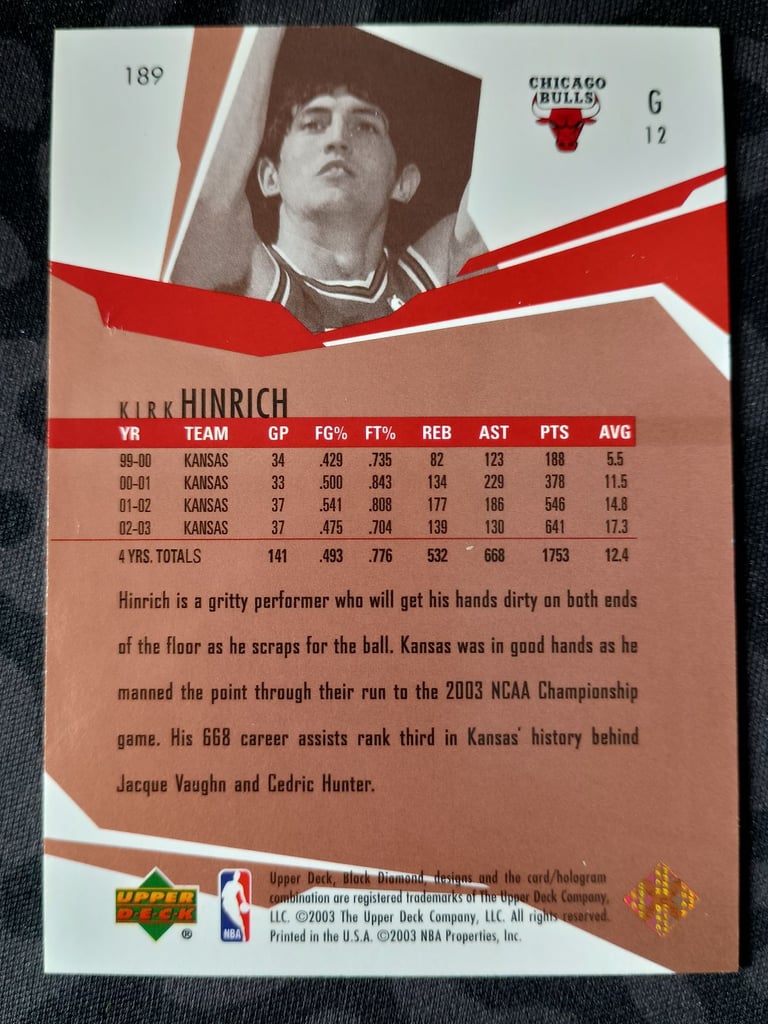 189
CHICAGO
BULLS
G
12
KIRK HINRICH
YR TEAM GP FG% FT% REB AST PTS AVG
99-00 KANSAS 34 .429 .735 82 123 188 5.5
00-01 KANSAS 33 .500 .843 134 229 378 11.5
01-02 KANSAS 37 .541 .808 177 186 546 14.8
02-03 KANSAS 37 .475 .704 139 130 641 17.3
4 YRS. TOTALS 141 .493 .776 532 668 1753 12.4
Hinrich is a gritty performer who will get his hands dirty on both ends
of the floor as he scraps for the ball. Kansas was in good hands as he
manned the point through their run to the 2003 NCAA Championship
game. His 668 career assists rank third in Kansas' history behind
Jacque Vaughn and Cedric Hunter.
UPPER
DECK
®
NBA
Upper Deck, Black Diamond, designs and the card/hologram
combination are registered trademarks of The Upper Deck Company,
LLC. ©2003 The Upper Deck Company, LLC. All rights reserved.
Printed in the U.S.A. ©2003 NBA Properties, Inc.